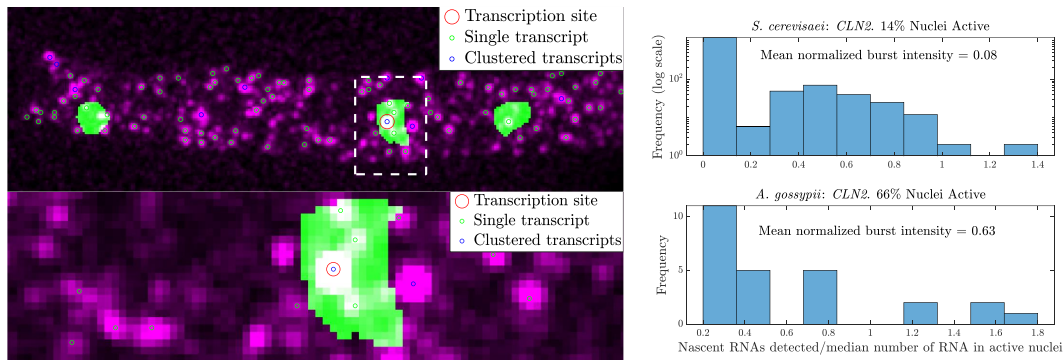 Transcription site
Single transcript
Clustered transcripts
Transcription site
Single transcript
Clustered transcripts
S. cerevisaei: CLN2. 14% Nuclei Active
Mean normalized burst intensity = 0.08
Frequency (log scale)
10^2
10^0
0 0.2 0.4 0.6 0.8 1 1.2 1.4
A. gossypii: CLN2. 66% Nuclei Active
Mean normalized burst intensity = 0.63
Frequency
10
5
0
0.2 0.4 0.6 0.8 1 1.2 1.4 1.6 1.8
Nascent RNAs detected/median number of RNA in active nuclei